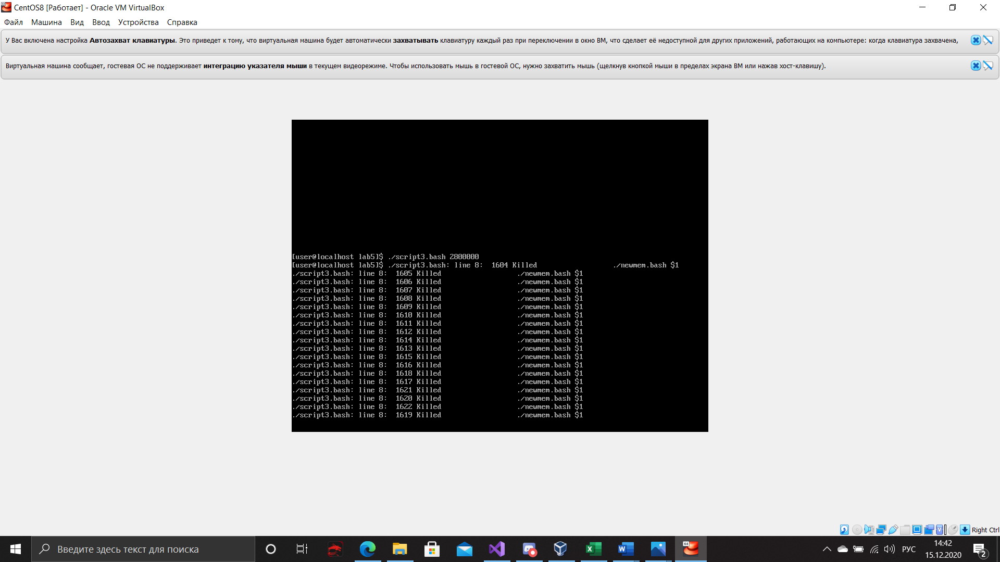 CentOS8 [Работает] - Oracle VM VirtualBox
Файл Машина Вид Ввод Устройства Справка
У Вас включена настройка Автозахват клавиатуры. Это приведет к тому, что виртуальная машина будет автоматически захватывать клавиатуру каждый раз при переключении в окно ВМ, что сделает её недоступной для других приложений, работающих на компьютере: когда клавиатура захвачена,
Виртуальная машина сообщает, гостевая ОС не поддерживает интеграцию указателя мыши в текущем видеорежиме. Чтобы использовать мышь в гостевой ОС, нужно захватить мышь (щелкнув кнопкой мыши в пределах экрана ВМ или нажав хост-клавишу).
[user@localhost lab5]$ ./script3.bash 2800000
[user@localhost lab5]$ ./script3.bash: line 8:  1604 Killed                  ./newmem.bash $1
./script3.bash: line 8:  1605 Killed                  ./newmem.bash $1
./script3.bash: line 8:  1606 Killed                  ./newmem.bash $1
./script3.bash: line 8:  1607 Killed                  ./newmem.bash $1
./script3.bash: line 8:  1608 Killed                  ./newmem.bash $1
./script3.bash: line 8:  1609 Killed                  ./newmem.bash $1
./script3.bash: line 8:  1610 Killed                  ./newmem.bash $1
./script3.bash: line 8:  1611 Killed                  ./newmem.bash $1
./script3.bash: line 8:  1612 Killed                  ./newmem.bash $1
./script3.bash: line 8:  1614 Killed                  ./newmem.bash $1
./script3.bash: line 8:  1613 Killed                  ./newmem.bash $1
./script3.bash: line 8:  1615 Killed                  ./newmem.bash $1
./script3.bash: line 8:  1616 Killed                  ./newmem.bash $1
./script3.bash: line 8:  1618 Killed                  ./newmem.bash $1
./script3.bash: line 8:  1617 Killed                  ./newmem.bash $1
./script3.bash: line 8:  1621 Killed                  ./newmem.bash $1
./script3.bash: line 8:  1620 Killed                  ./newmem.bash $1
./script3.bash: line 8:  1622 Killed                  ./newmem.bash $1
./script3.bash: line 8:  1619 Killed                  ./newmem.bash $1
Right Ctrl
Введите здесь текст для поиска
РУС
14:42
15.12.2020
2